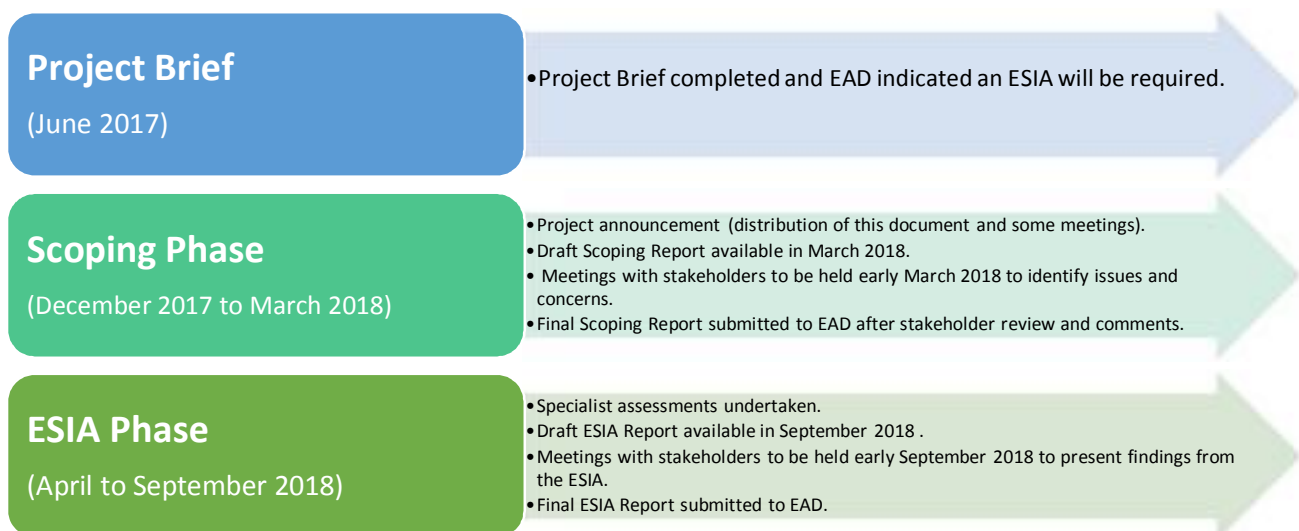 Project Brief
(June 2017)
•Project Brief completed and EAD indicated an ESIA will be required.
Scoping Phase
(December 2017 to March 2018)
•Project announcement (distribution of this document and some meetings).
•Draft Scoping Report available in March 2018.
• Meetings with stakeholders to be held early March 2018 to identify issues and
concerns.
•Final Scoping Report submitted to EAD after stakeholder review and comments.
ESIA Phase
(April to September 2018)
•Specialist assessments undertaken.
•Draft ESIA Report available in September 2018 .
•Meetings with stakeholders to be held early September 2018 to present findings from
the ESIA.
•Final ESIA Report submitted to EAD.